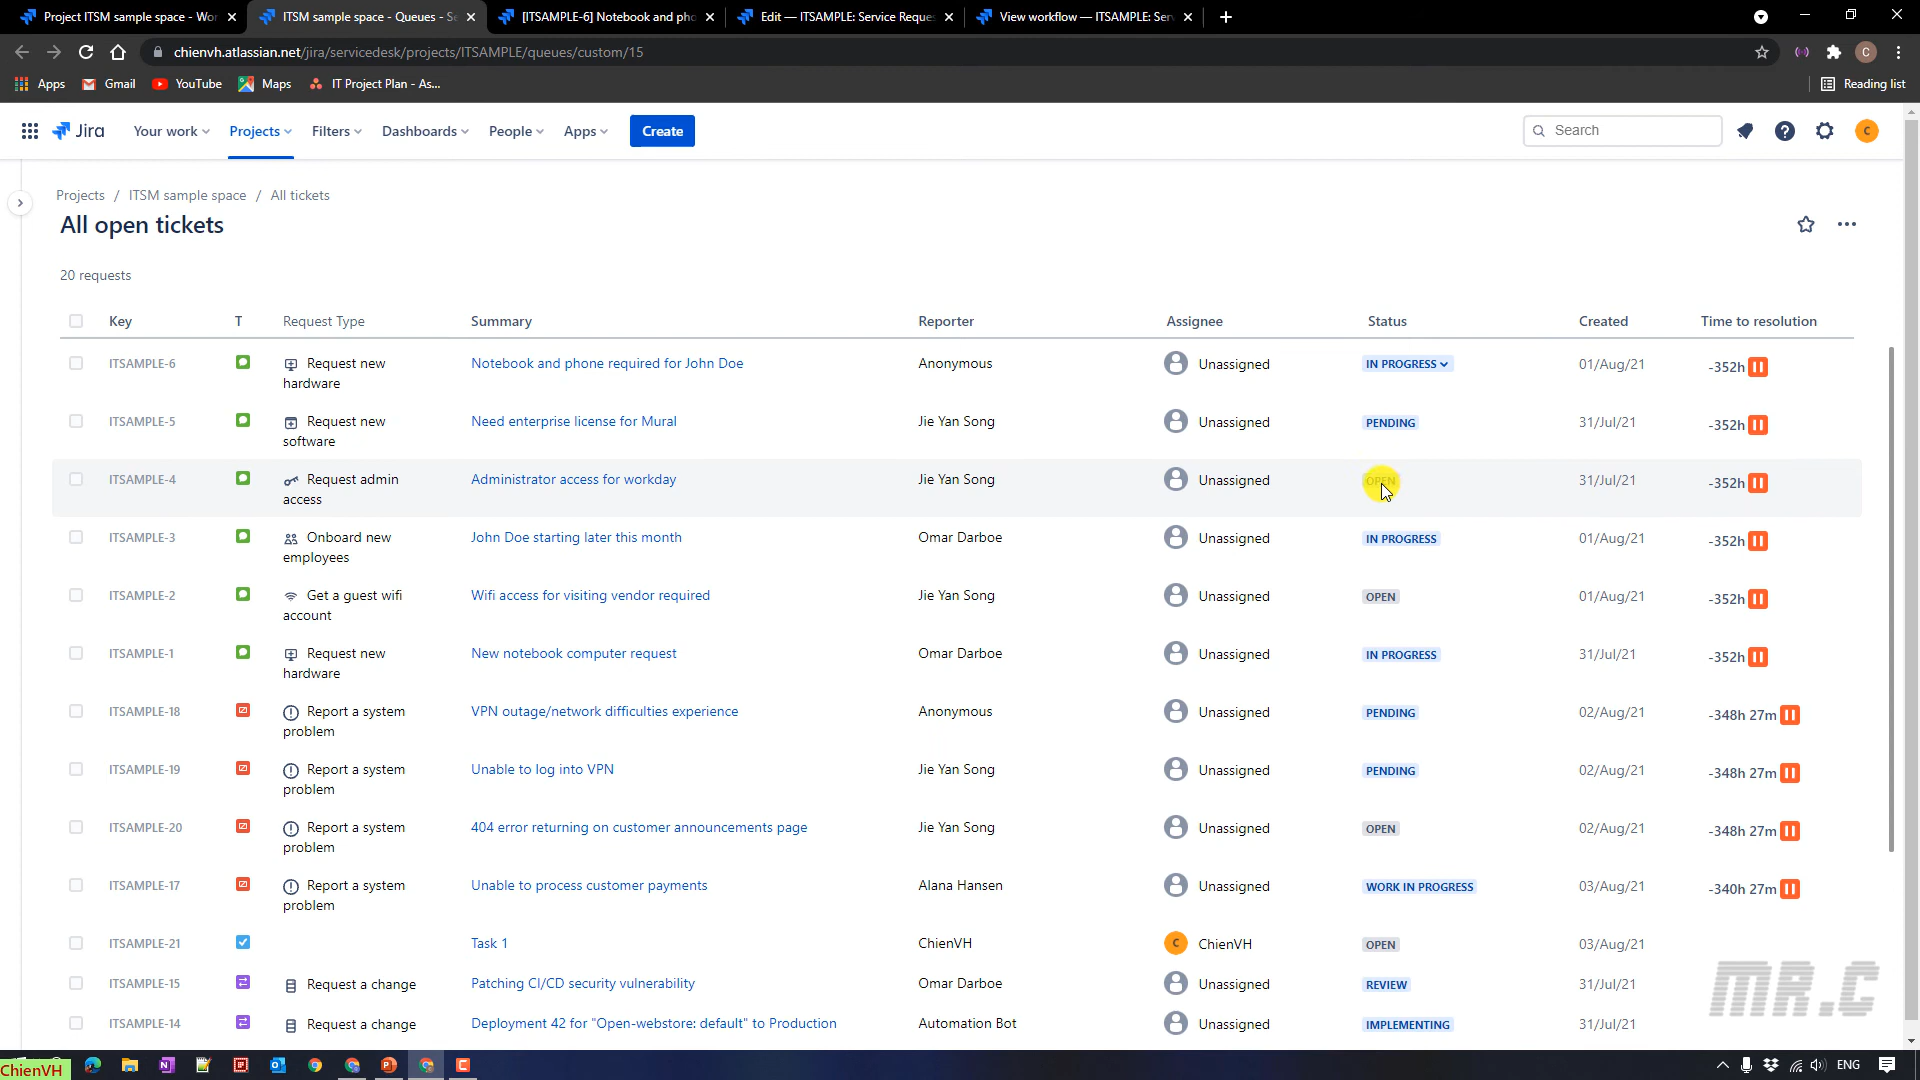 Project ITSM sample space - Wor
ITSM sample space - Queues - Se
[ITSAMPLE-6] Notebook and pho
Edit — ITSAMPLE: Service Reques
View workflow — ITSAMPLE: Serv
chienvh.atlassian.net/jira/servicedesk/projects/ITSAMPLE/queues/custom/15
C
Apps Gmail YouTube Maps IT Project Plan - As... Reading list
Jira Your work Projects Filters Dashboards People Apps Create Search C
Projects / ITSM sample space / All tickets
All open tickets
20 requests
Key T Request Type Summary Reporter Assignee Status Created Time to resolution
ITSAMPLE-6 Request new hardware Notebook and phone required for John Doe Anonymous Unassigned IN PROGRESS 01/Aug/21 -352h
ITSAMPLE-5 Request new software Need enterprise license for Mural Jie Yan Song Unassigned PENDING 31/Jul/21 -352h
ITSAMPLE-4 Request admin access Administrator access for workday Jie Yan Song Unassigned OPEN 31/Jul/21 -352h
ITSAMPLE-3 Onboard new employees John Doe starting later this month Omar Darboe Unassigned IN PROGRESS 01/Aug/21 -352h
ITSAMPLE-2 Get a guest wifi account Wifi access for visiting vendor required Jie Yan Song Unassigned OPEN 01/Aug/21 -352h
ITSAMPLE-1 Request new hardware New notebook computer request Omar Darboe Unassigned IN PROGRESS 31/Jul/21 -352h
ITSAMPLE-18 Report a system problem VPN outage/network difficulties experience Anonymous Unassigned PENDING 02/Aug/21 -348h 27m
ITSAMPLE-19 Report a system problem Unable to log into VPN Jie Yan Song Unassigned PENDING 02/Aug/21 -348h 27m
ITSAMPLE-20 Report a system problem 404 error returning on customer announcements page Jie Yan Song Unassigned OPEN 02/Aug/21 -348h 27m
ITSAMPLE-17 Report a system problem Unable to process customer payments Alana Hansen Unassigned WORK IN PROGRESS 03/Aug/21 -340h 27m
ITSAMPLE-21 Task 1 ChienVH C ChienVH OPEN 03/Aug/21
ITSAMPLE-15 Request a change Patching CI/CD security vulnerability Omar Darboe Unassigned REVIEW 31/Jul/21
ITSAMPLE-14 Request a change Deployment 42 for "Open-webstore: default" to Production Automation Bot Unassigned IMPLEMENTING 31/Jul/21
MR.C
ChienVH ENG